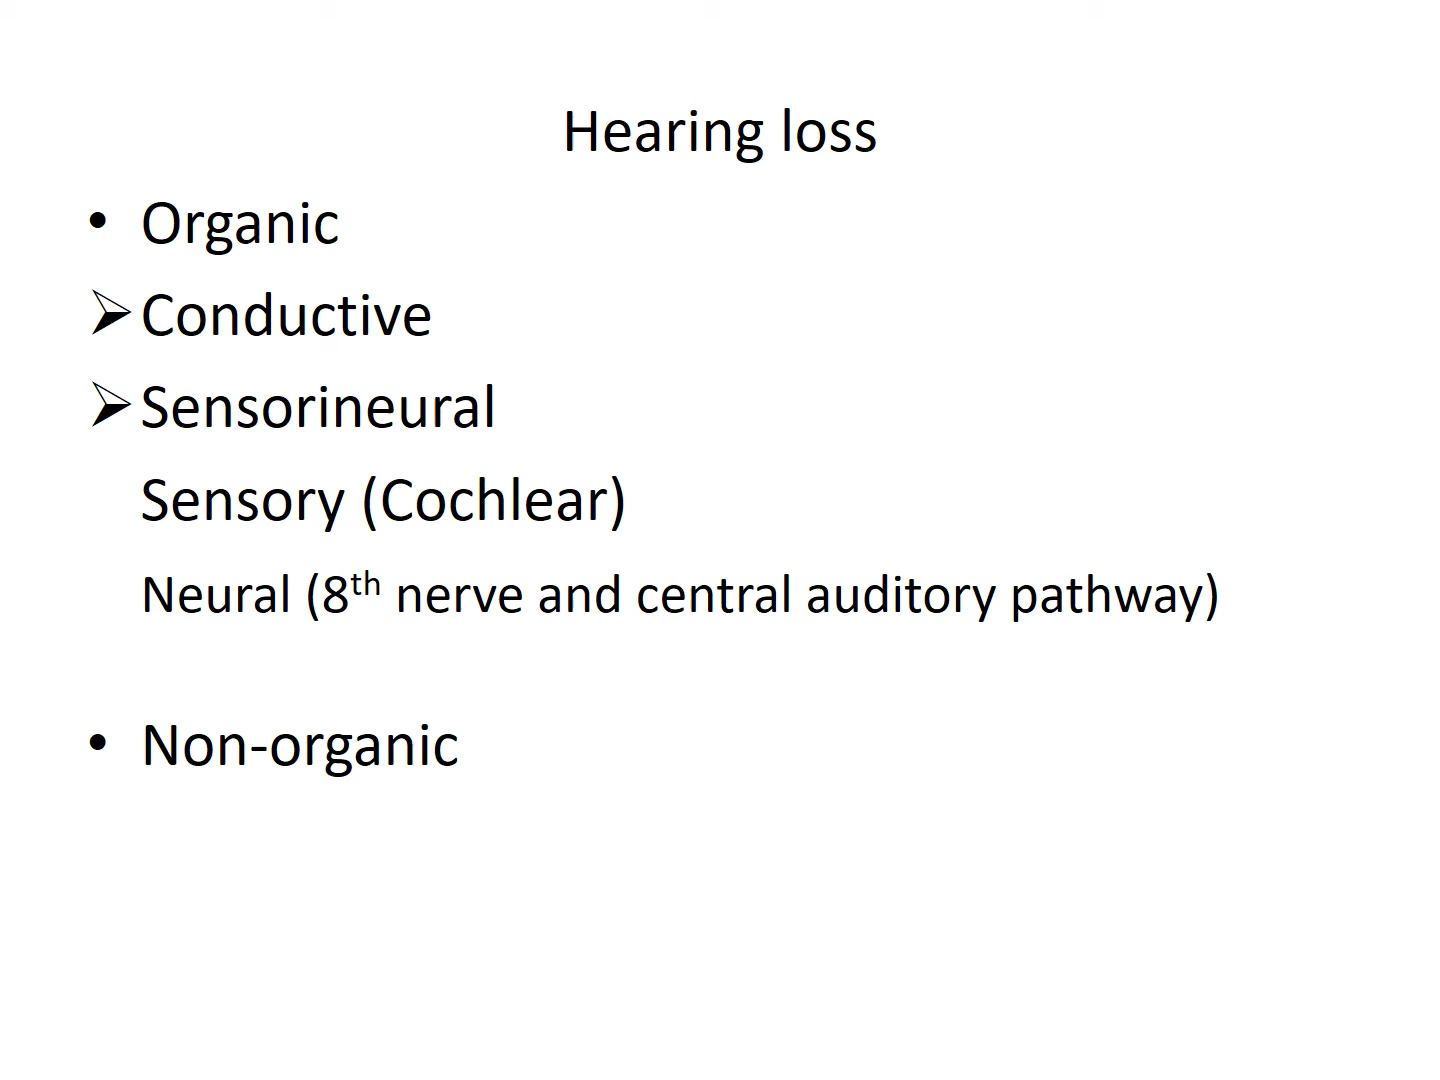 Hearing loss
• Organic
➢ Conductive
➢ Sensorineural
Sensory (Cochlear)
Neural (8th nerve and central auditory pathway)
• Non-organic